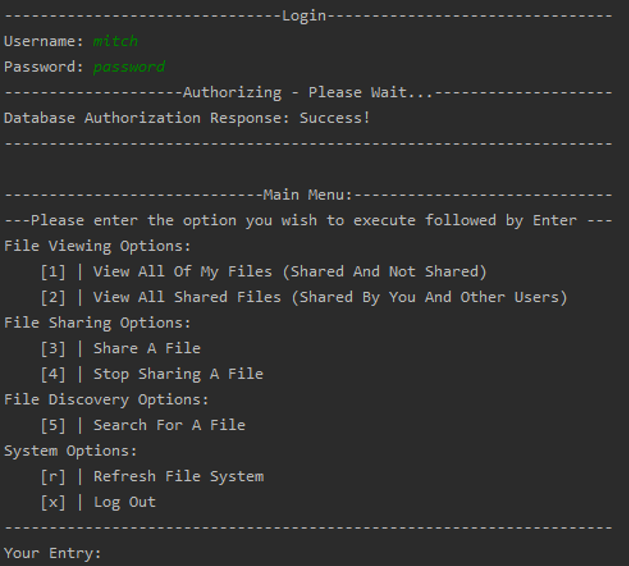 -------------------------------Login--------------------------------
Username: mitch
Password: password
--------------------Authorizing - Please Wait...--------------------
Database Authorization Response: Success!
--------------------------------------------------------------------
-----------------------------Main Menu:-----------------------------
---Please enter the option you wish to execute followed by Enter ---
File Viewing Options:
    [1] | View All Of My Files (Shared And Not Shared)
    [2] | View All Shared Files (Shared By You And Other Users)
File Sharing Options:
    [3] | Share A File
    [4] | Stop Sharing A File
File Discovery Options:
    [5] | Search For A File
System Options:
    [r] | Refresh File System
    [x] | Log Out
--------------------------------------------------------------------
Your Entry: